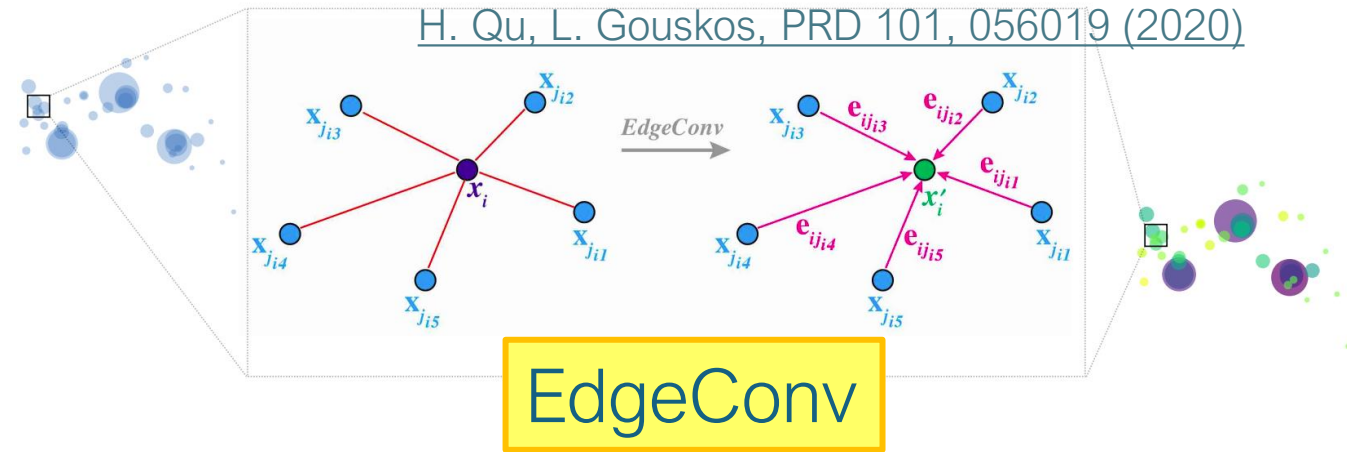 H. Qu, L. Gouskos, PRD 101, 056019 (2020)
x_{j_{i2}}
x_{j_{i3}}
x_i
x_{j_{i1}}
x_{j_{i4}}
x_{j_{i5}}
EdgeConv
x_{j_{i2}}
x_{j_{i3}}
e_{ij_{i3}}
e_{ij_{i2}}
e_{ij_{i1}}
x'_i
x_{j_{i1}}
e_{ij_{i4}}
e_{ij_{i5}}
x_{j_{i4}}
x_{j_{i5}}
EdgeConv